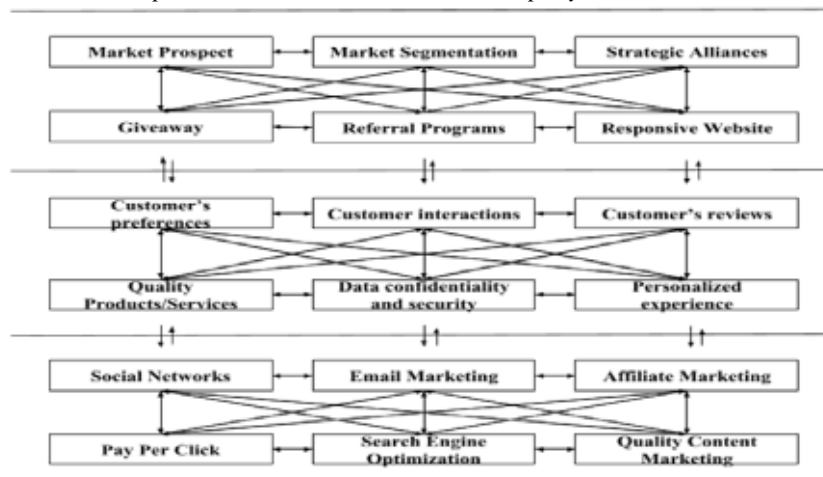 Market Prospect
Market Segmentation
Strategic Alliances
Giveaway
Referral Programs
Responsive Website
Customer's
preferences
Customer interactions
Customer's reviews
Quality
Products/Services
Data confidentiality
and security
Personalized
experience
Social Networks
Email Marketing
Affiliate Marketing
Pay Per Click
Search Engine
Optimization
Quality Content
Marketing